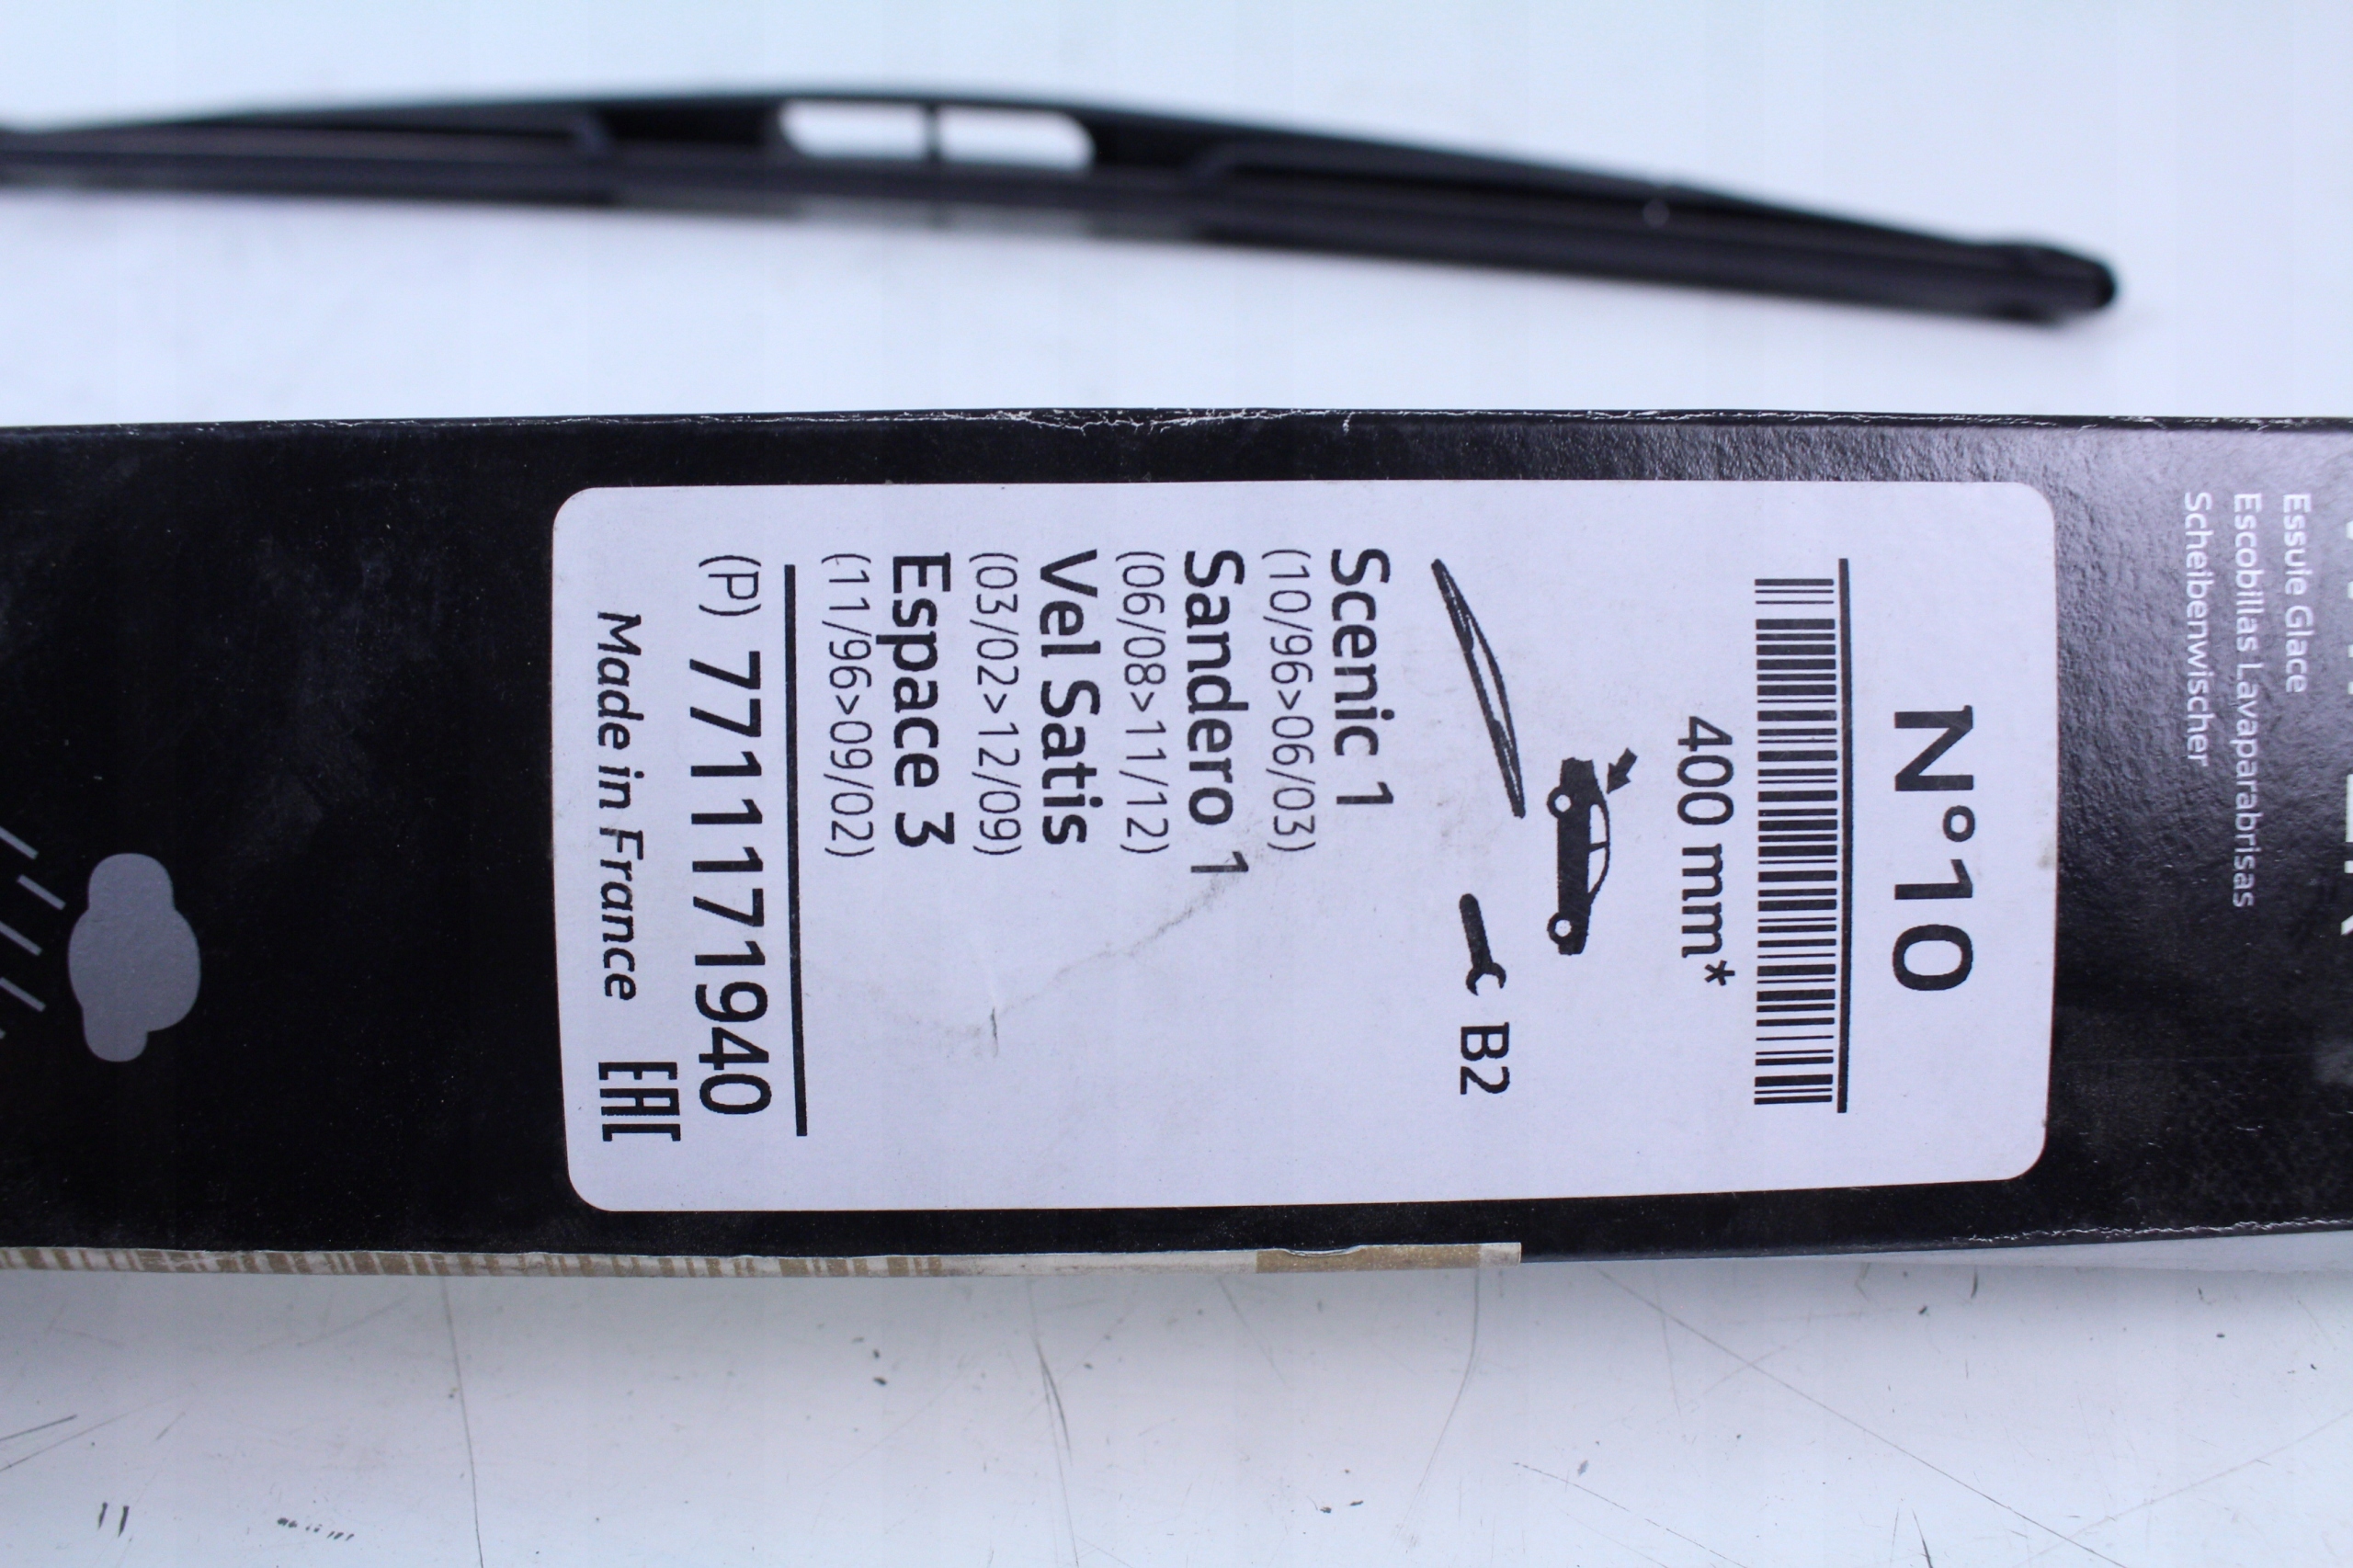 Essuie Glace
Escobillas Lavaparabrisas
Scheibenwischer
N°10
400 mm*
B2
Scenic 1
(10/96>06/03)
Sandero 1
(06/08>11/12)
Vel Satis
(03/02>12/09)
Espace 3
(11/96>09/02)
(P) 7711171940
Made in France EAC